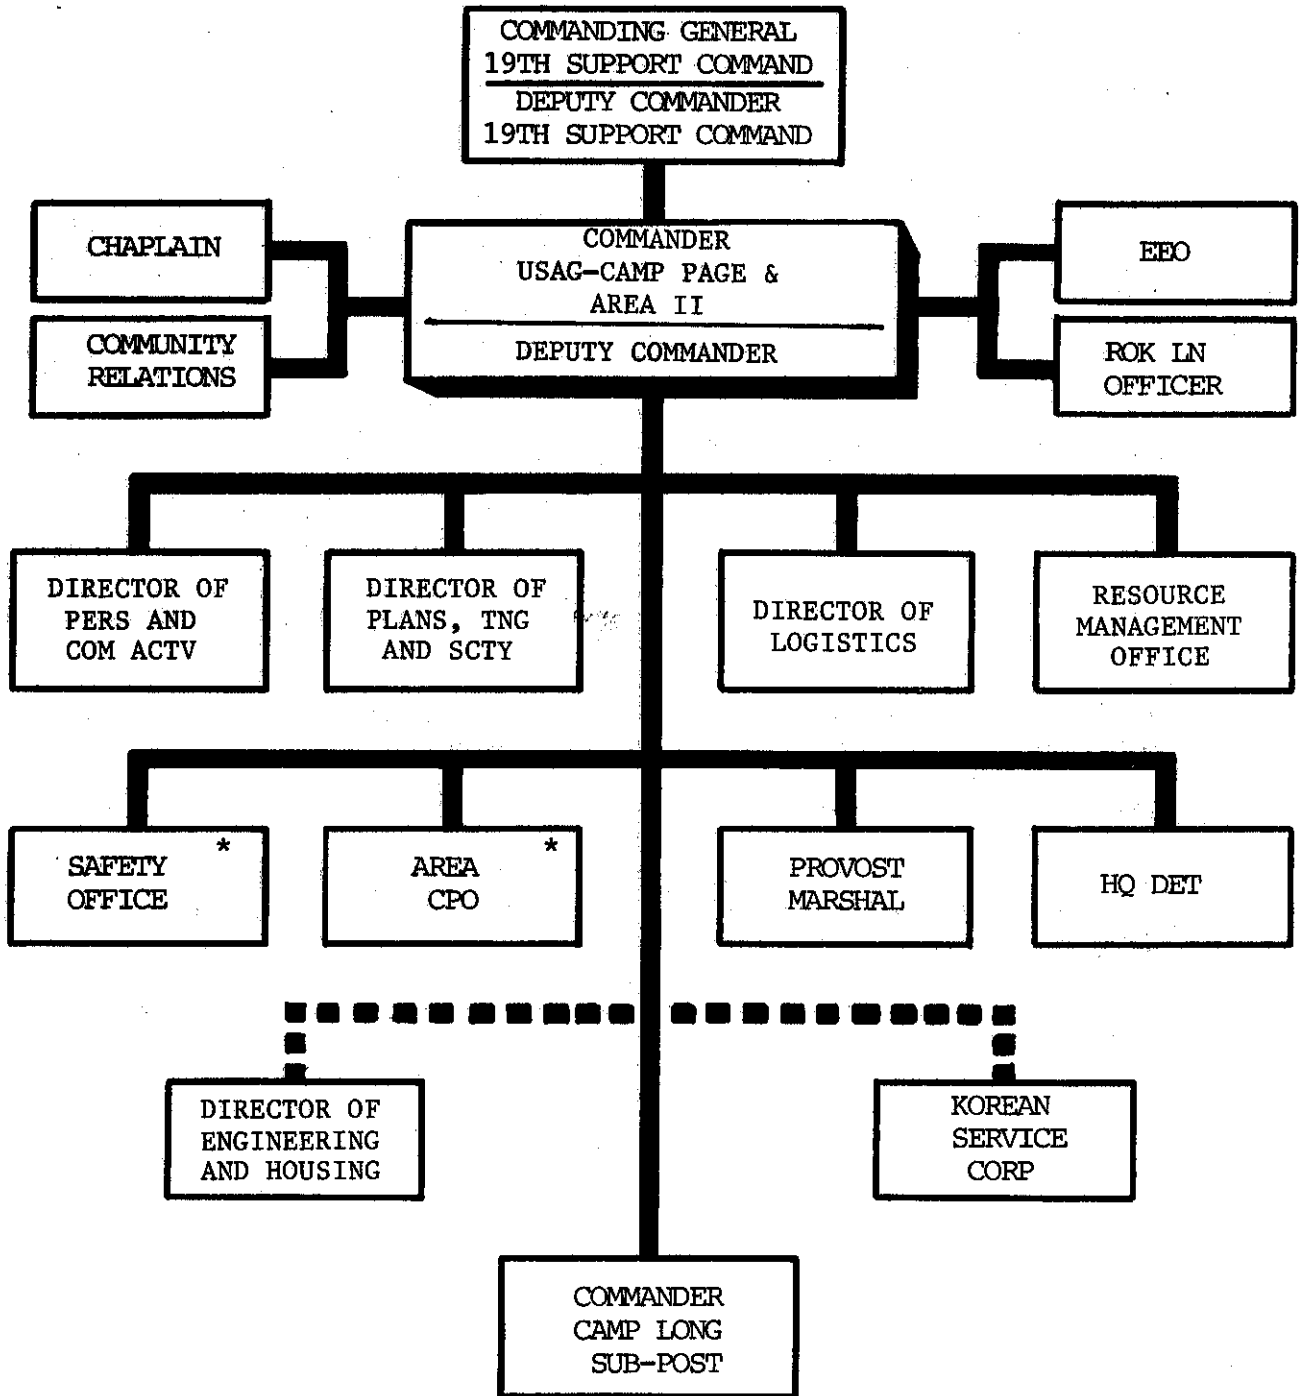 COMMANDING GENERAL
19TH SUPPORT COMMAND
DEPUTY COMMANDER
19TH SUPPORT COMMAND
CHAPLAIN
COMMUNITY
RELATIONS
COMMANDER
USAG-CAMP PAGE &
AREA II
DEPUTY COMMANDER
EEO
ROK LN
OFFICER
DIRECTOR OF
PERS AND
COM ACTV
DIRECTOR OF
PLANS, TNG
AND SCTY
DIRECTOR OF
LOGISTICS
RESOURCE
MANAGEMENT
OFFICE
*
SAFETY
OFFICE
*
AREA
CPO
PROVOST
MARSHAL
HQ DET
DIRECTOR OF
ENGINEERING
AND HOUSING
KOREAN
SERVICE
CORP
COMMANDER
CAMP LONG
SUB-POST